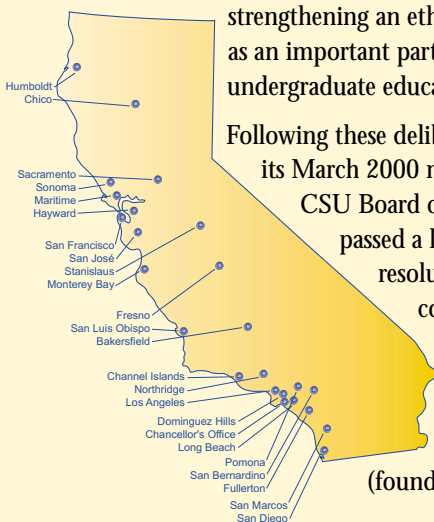 strengthening an eth
as an important part
undergraduate educa
Following these delib
its March 2000 m
CSU Board o
passed a l
resolu
co
(found
Humboldt
Chico
Sacramento
Sonoma
Maritime
Hayward
San Francisco
San José
Stanislaus
Monterey Bay
Fresno
San Luis Obispo
Bakersfield
Channel Islands
Northridge
Los Angeles
Dominguez Hills
Chancellor's Office
Long Beach
Pomona
San Bernardino
Fullerton
San Marcos
San Diego